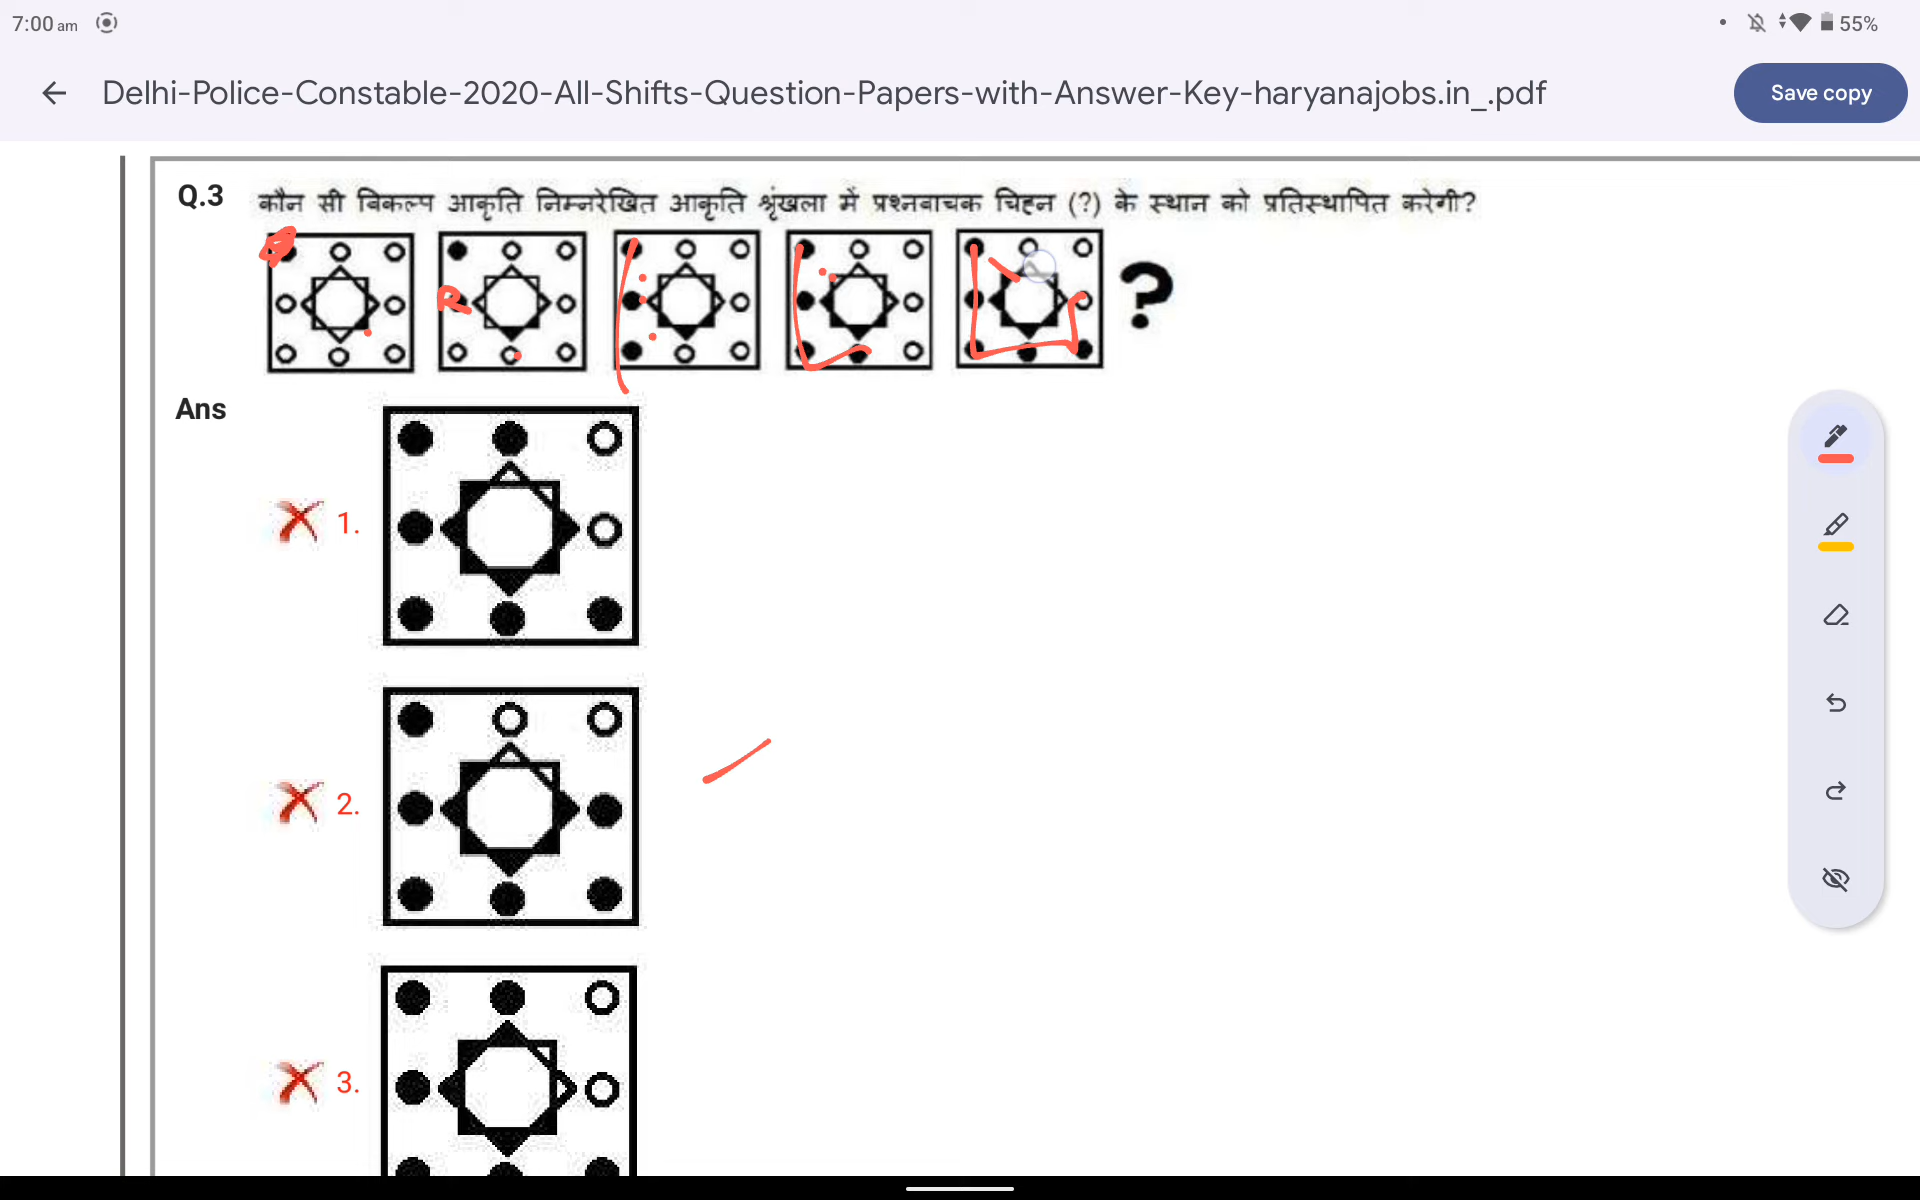 7:00 am
55%
Delhi-Police-Constable-2020-All-Shifts-Question-Papers-with-Answer-Key-haryanajobs.in_.pdf
Save copy
Q.3 कौन सी विकल्प आकृति निम्नरेखित आकृति श्रृंखला में प्रश्नवाचक चिह्न (?) के स्थान को प्रतिस्थापित करेगी?
?
Ans
1.
2.
3.